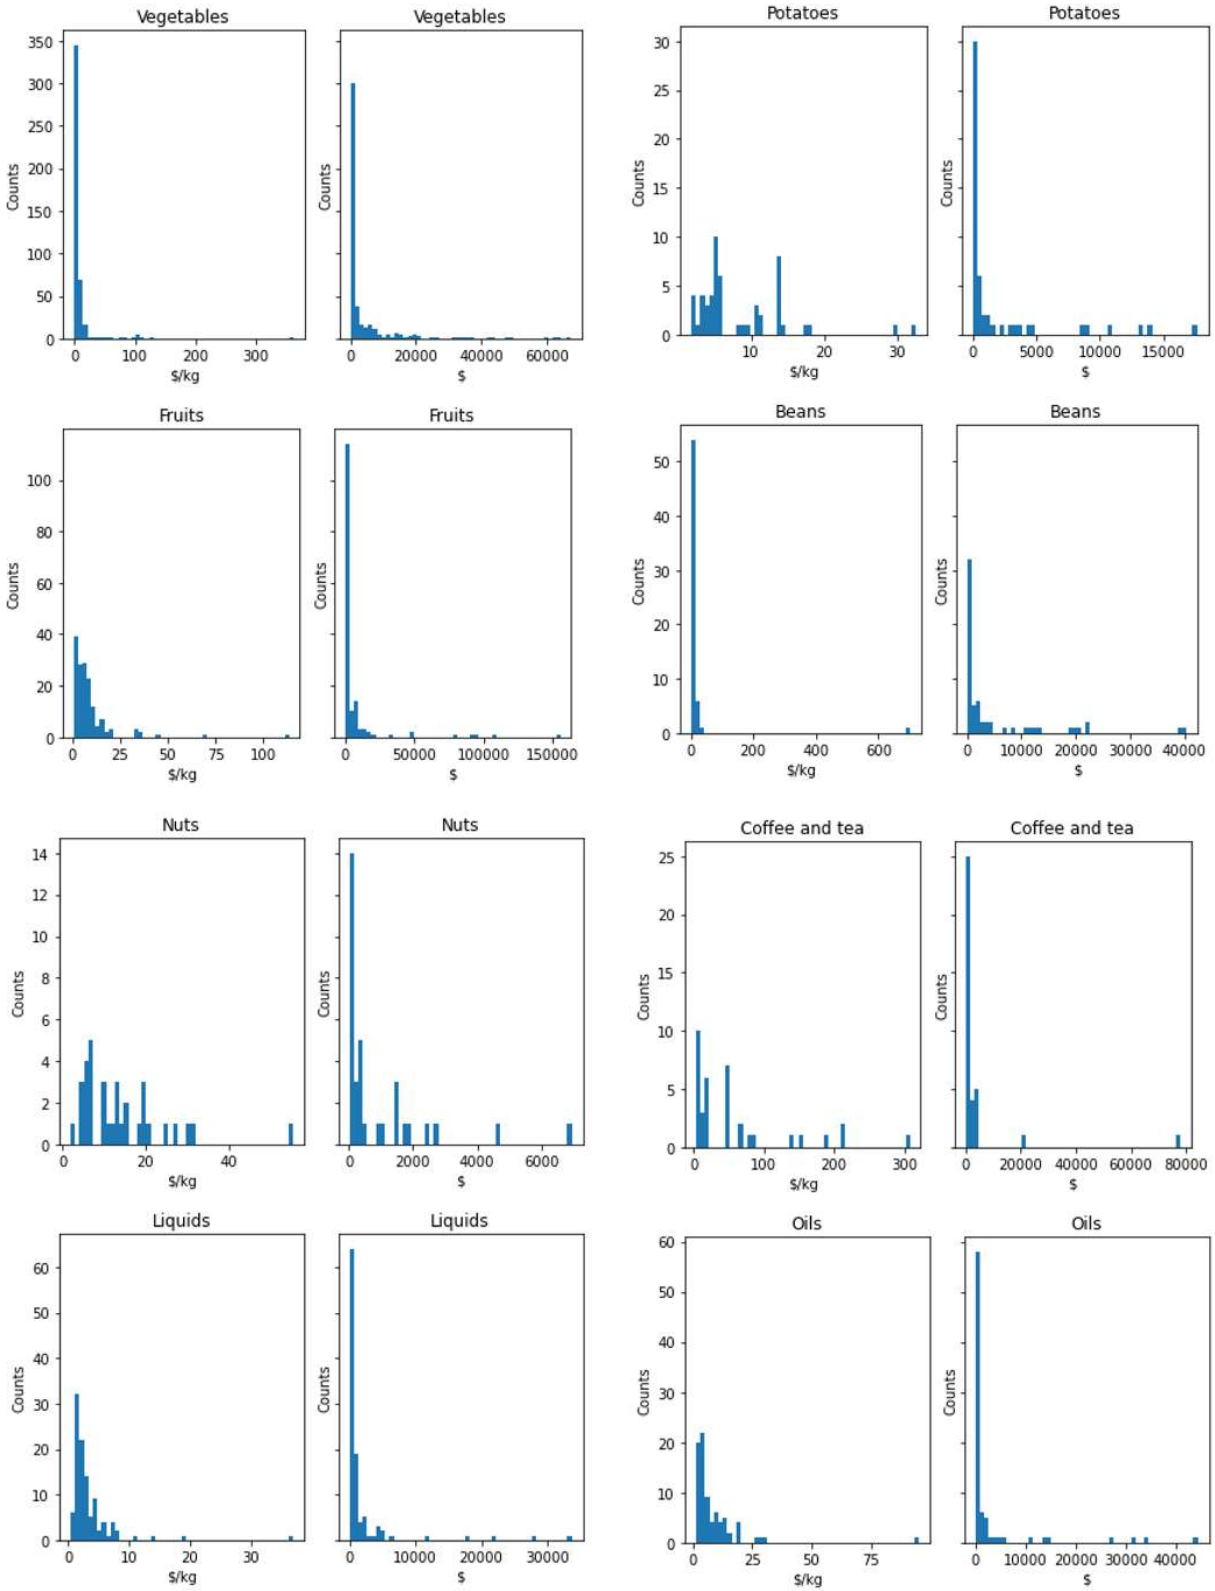 Vegetables
350
300
250
200
150
100
50
0
Counts
0 100 200 300
$/kg
Vegetables
Counts
0 20000 40000 60000
$
Potatoes
30
25
20
15
10
5
0
Counts
10 20 30
$/kg
Potatoes
Counts
0 5000 10000 15000
$
Fruits
100
80
60
40
20
0
Counts
0 25 50 75 100
$/kg
Fruits
Counts
0 50000 100000 150000
$
Beans
50
40
30
20
10
0
Counts
0 200 400 600
$/kg
Beans
Counts
0 10000 20000 30000 40000
$
Nuts
14
12
10
8
6
4
2
0
Counts
0 20 40
$/kg
Nuts
Counts
0 2000 4000 6000
$
Coffee and tea
25
20
15
10
5
0
Counts
0 100 200 300
$/kg
Coffee and tea
Counts
0 20000 40000 60000 80000
$
Liquids
60
50
40
30
20
10
0
Counts
0 10 20 30
$/kg
Liquids
Counts
0 10000 20000 30000
$
Oils
60
50
40
30
20
10
0
Counts
0 25 50 75
$/kg
Oils
Counts
0 10000 20000 30000 40000
$